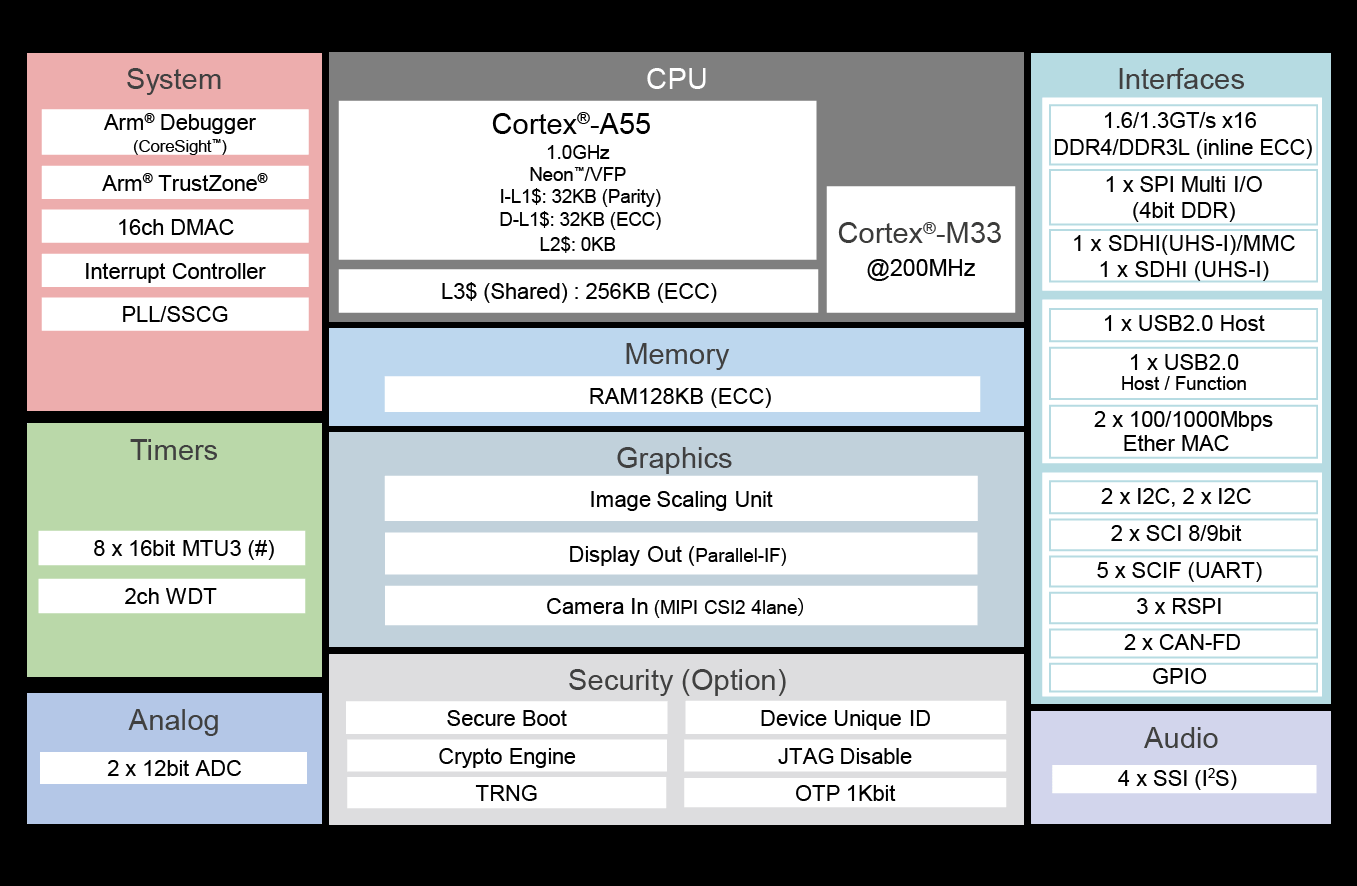 System
Arm® Debugger
(CoreSight™)
Arm® TrustZone®
16ch DMAC
Interrupt Controller
PLL/SSCG
Timers
8 x 16bit MTU3 (#)
2ch WDT
Analog
2 x 12bit ADC
CPU
Cortex®-A55
1.0GHz
Neon™/VFP
I-L1$: 32KB (Parity)
D-L1$: 32KB (ECC)
L2$: 0KB
L3$ (Shared) : 256KB (ECC)
Cortex®-M33
@200MHz
Memory
RAM128KB (ECC)
Graphics
Image Scaling Unit
Display Out (Parallel-IF)
Camera In (MIPI CSI2 4lane）
Security (Option)
Secure Boot
Device Unique ID
Crypto Engine
JTAG Disable
TRNG
OTP 1Kbit
Interfaces
1.6/1.3GT/s x16
DDR4/DDR3L (inline ECC)
1 x SPI Multi I/O
(4bit DDR)
1 x SDHI(UHS-I)/MMC
1 x SDHI (UHS-I)
1 x USB2.0 Host
1 x USB2.0
Host / Function
2 x 100/1000Mbps
Ether MAC
2 x I2C, 2 x I2C
2 x SCI 8/9bit
5 x SCIF (UART)
3 x RSPI
2 x CAN-FD
GPIO
Audio
4 x SSI (I²S)